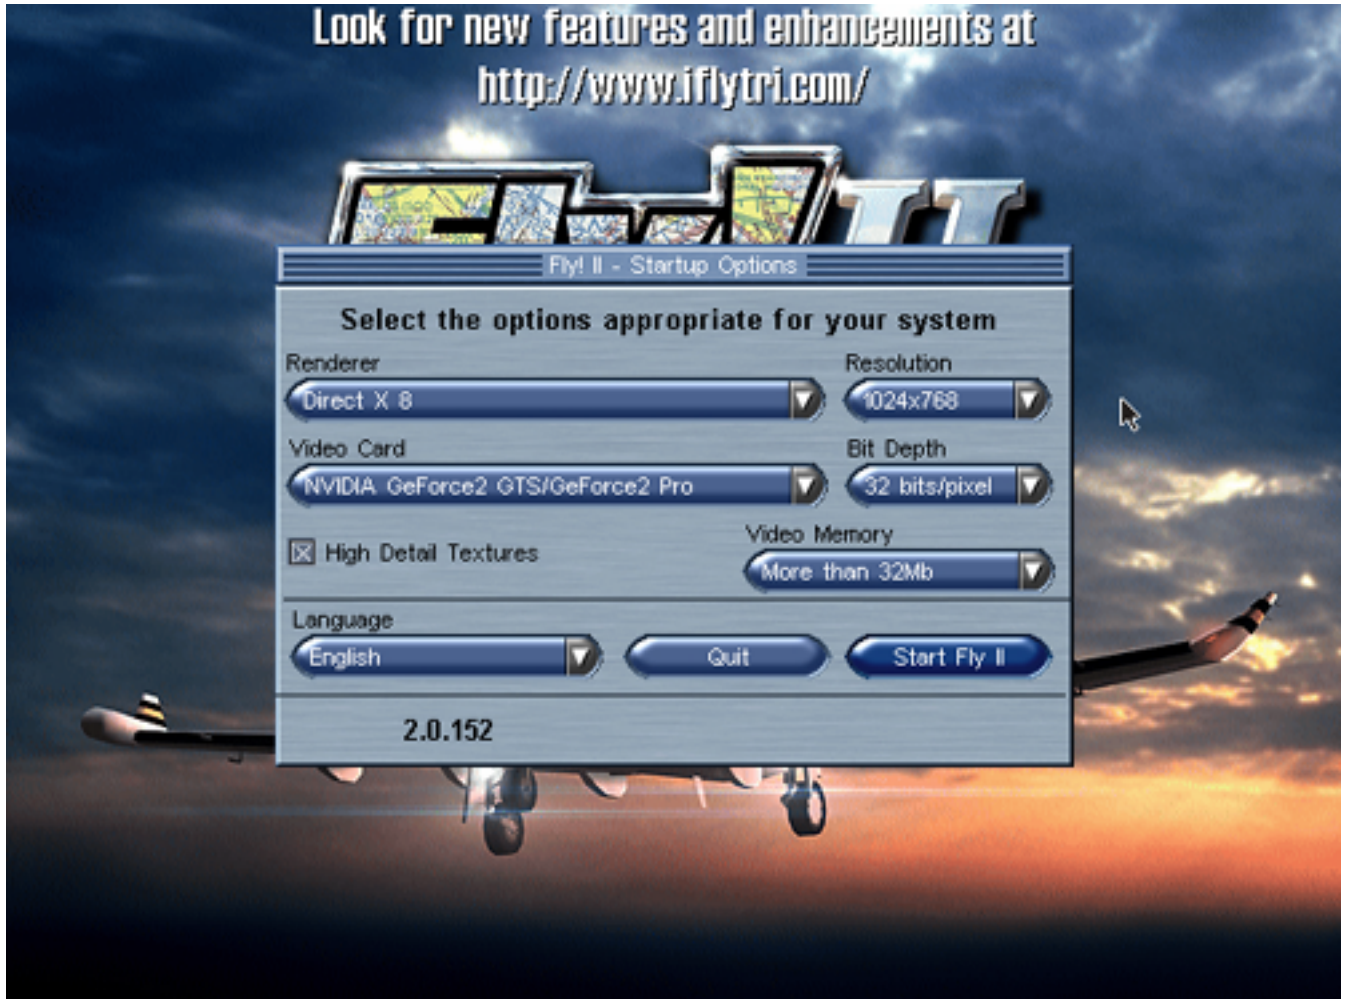 Look for new features and enhancements at
http://www.iflytri.com/
Fly! II
Fly! II - Startup Options
Select the options appropriate for your system
Renderer
Resolution
Direct X 8
1024x768
Video Card
Bit Depth
NVIDIA GeForce2 GTS/GeForce2 Pro
32 bits/pixel
High Detail Textures
Video Memory
More than 32Mb
Language
English
Quit
Start Fly II
2.0.152